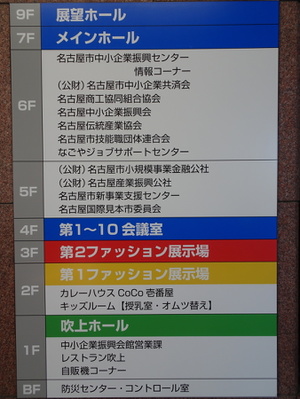 9F 展望ホール
7F メインホール
6F 名古屋市中小企業振興センター
情報コーナー
(公財)名古屋市中小企業共済会
名古屋商工協同組合協会
名古屋中小企業振興会
名古屋伝統産業協会
名古屋市技能職団体連合会
なごやジョブサポートセンター
5F (公財)名古屋市小規模事業金融公社
(公財)名古屋産業振興公社
名古屋市新事業支援センター
名古屋国際見本市委員会
4F 第1〜10会議室
3F 第2ファッション展示場
2F 第1ファッション展示場
カレーハウスCoCo壱番屋
キッズルーム【授乳室・オムツ替え】
1F 吹上ホール
中小企業振興会館営業課
レストラン吹上
自販機コーナー
BF 防災センター・コントロール室